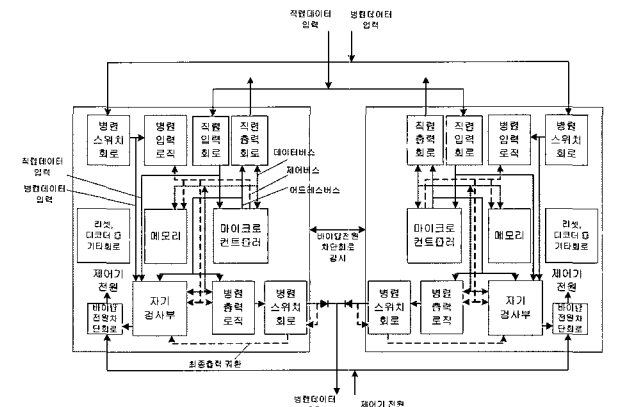 직렬데이터
입력
병렬데이터
입력
병렬
스위치
회로
병렬
입력
로직
직렬
입력
회로
직렬
출력
회로
직렬
출력
회로
직렬
입력
회로
병렬
입력
로직
병렬
스위치
회로
직렬데이터
입력
병렬데이터
입력
데이터버스
제어버스
어드레스버스
리셋,
디코더 및
기타회로
메모리
마이크로
컨트롤러
바이탈전원
차단회로
감시
마이크로
컨트롤러
메모리
리셋,
디코더 및
기타회로
제어기
전원
바이탈
전원차
단회로
자기
검사부
병렬
출력
로직
병렬
스위치
회로
병렬
스위치
회로
병렬
출력
로직
자기
검사부
제어기
전원
바이탈
전원차
단회로
최종출력 궤환
병렬데이터
제어기 전원